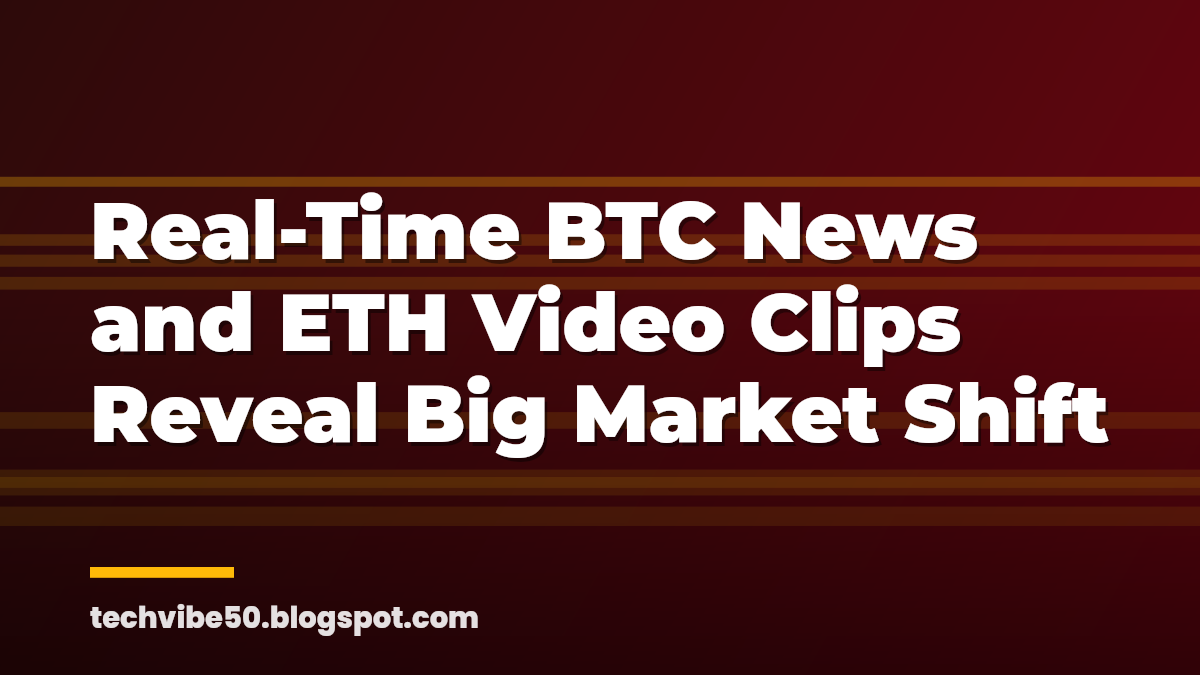 Real-Time BTC News
and ETH Video Clips
Reveal Big Market Shift
techvibe50.blogspot.com